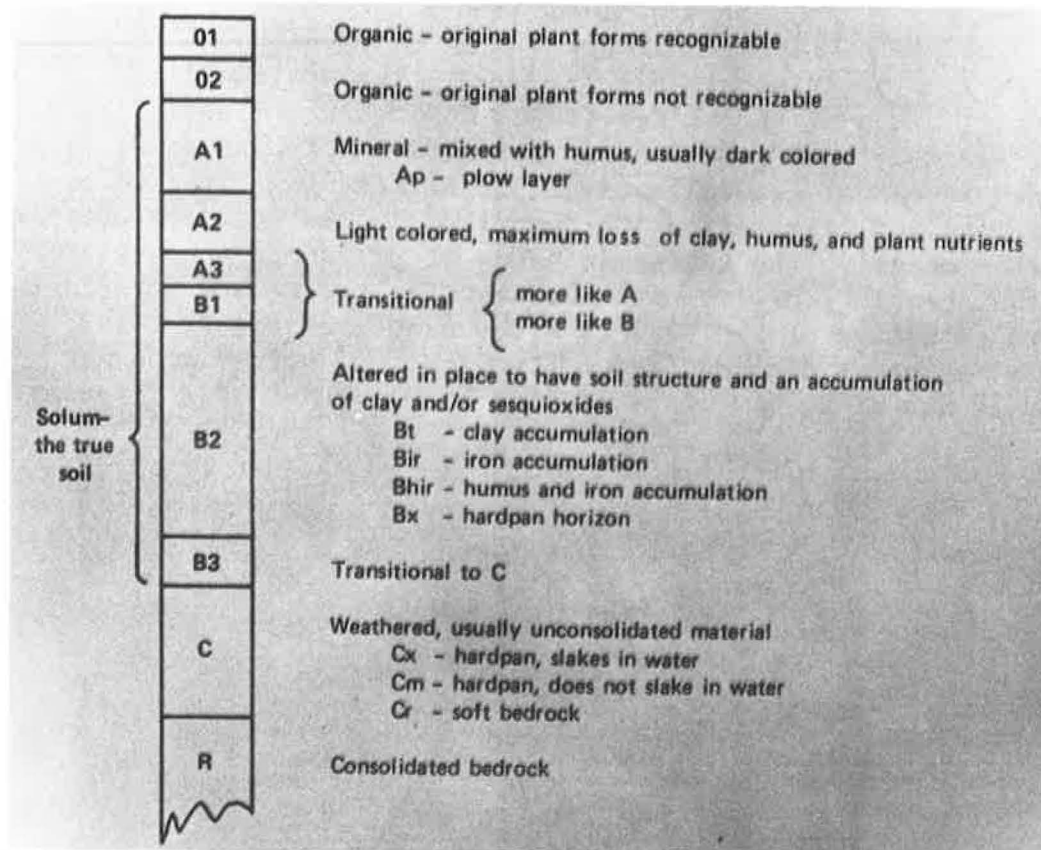 01 Organic – original plant forms recognizable
02 Organic – original plant forms not recognizable
A1 Mineral – mixed with humus, usually dark colored
Ap – plow layer
A2 Light colored, maximum loss of clay, humus, and plant nutrients
A3
B1
Transitional
more like A
more like B
Solum–
the true
soil
B2
Altered in place to have soil structure and an accumulation
of clay and/or sesquioxides
Bt – clay accumulation
Bir – iron accumulation
Bhir – humus and iron accumulation
Bx – hardpan horizon
B3 Transitional to C
C
Weathered, usually unconsolidated material
Cx – hardpan, slakes in water
Cm – hardpan, does not slake in water
Cr – soft bedrock
R Consolidated bedrock